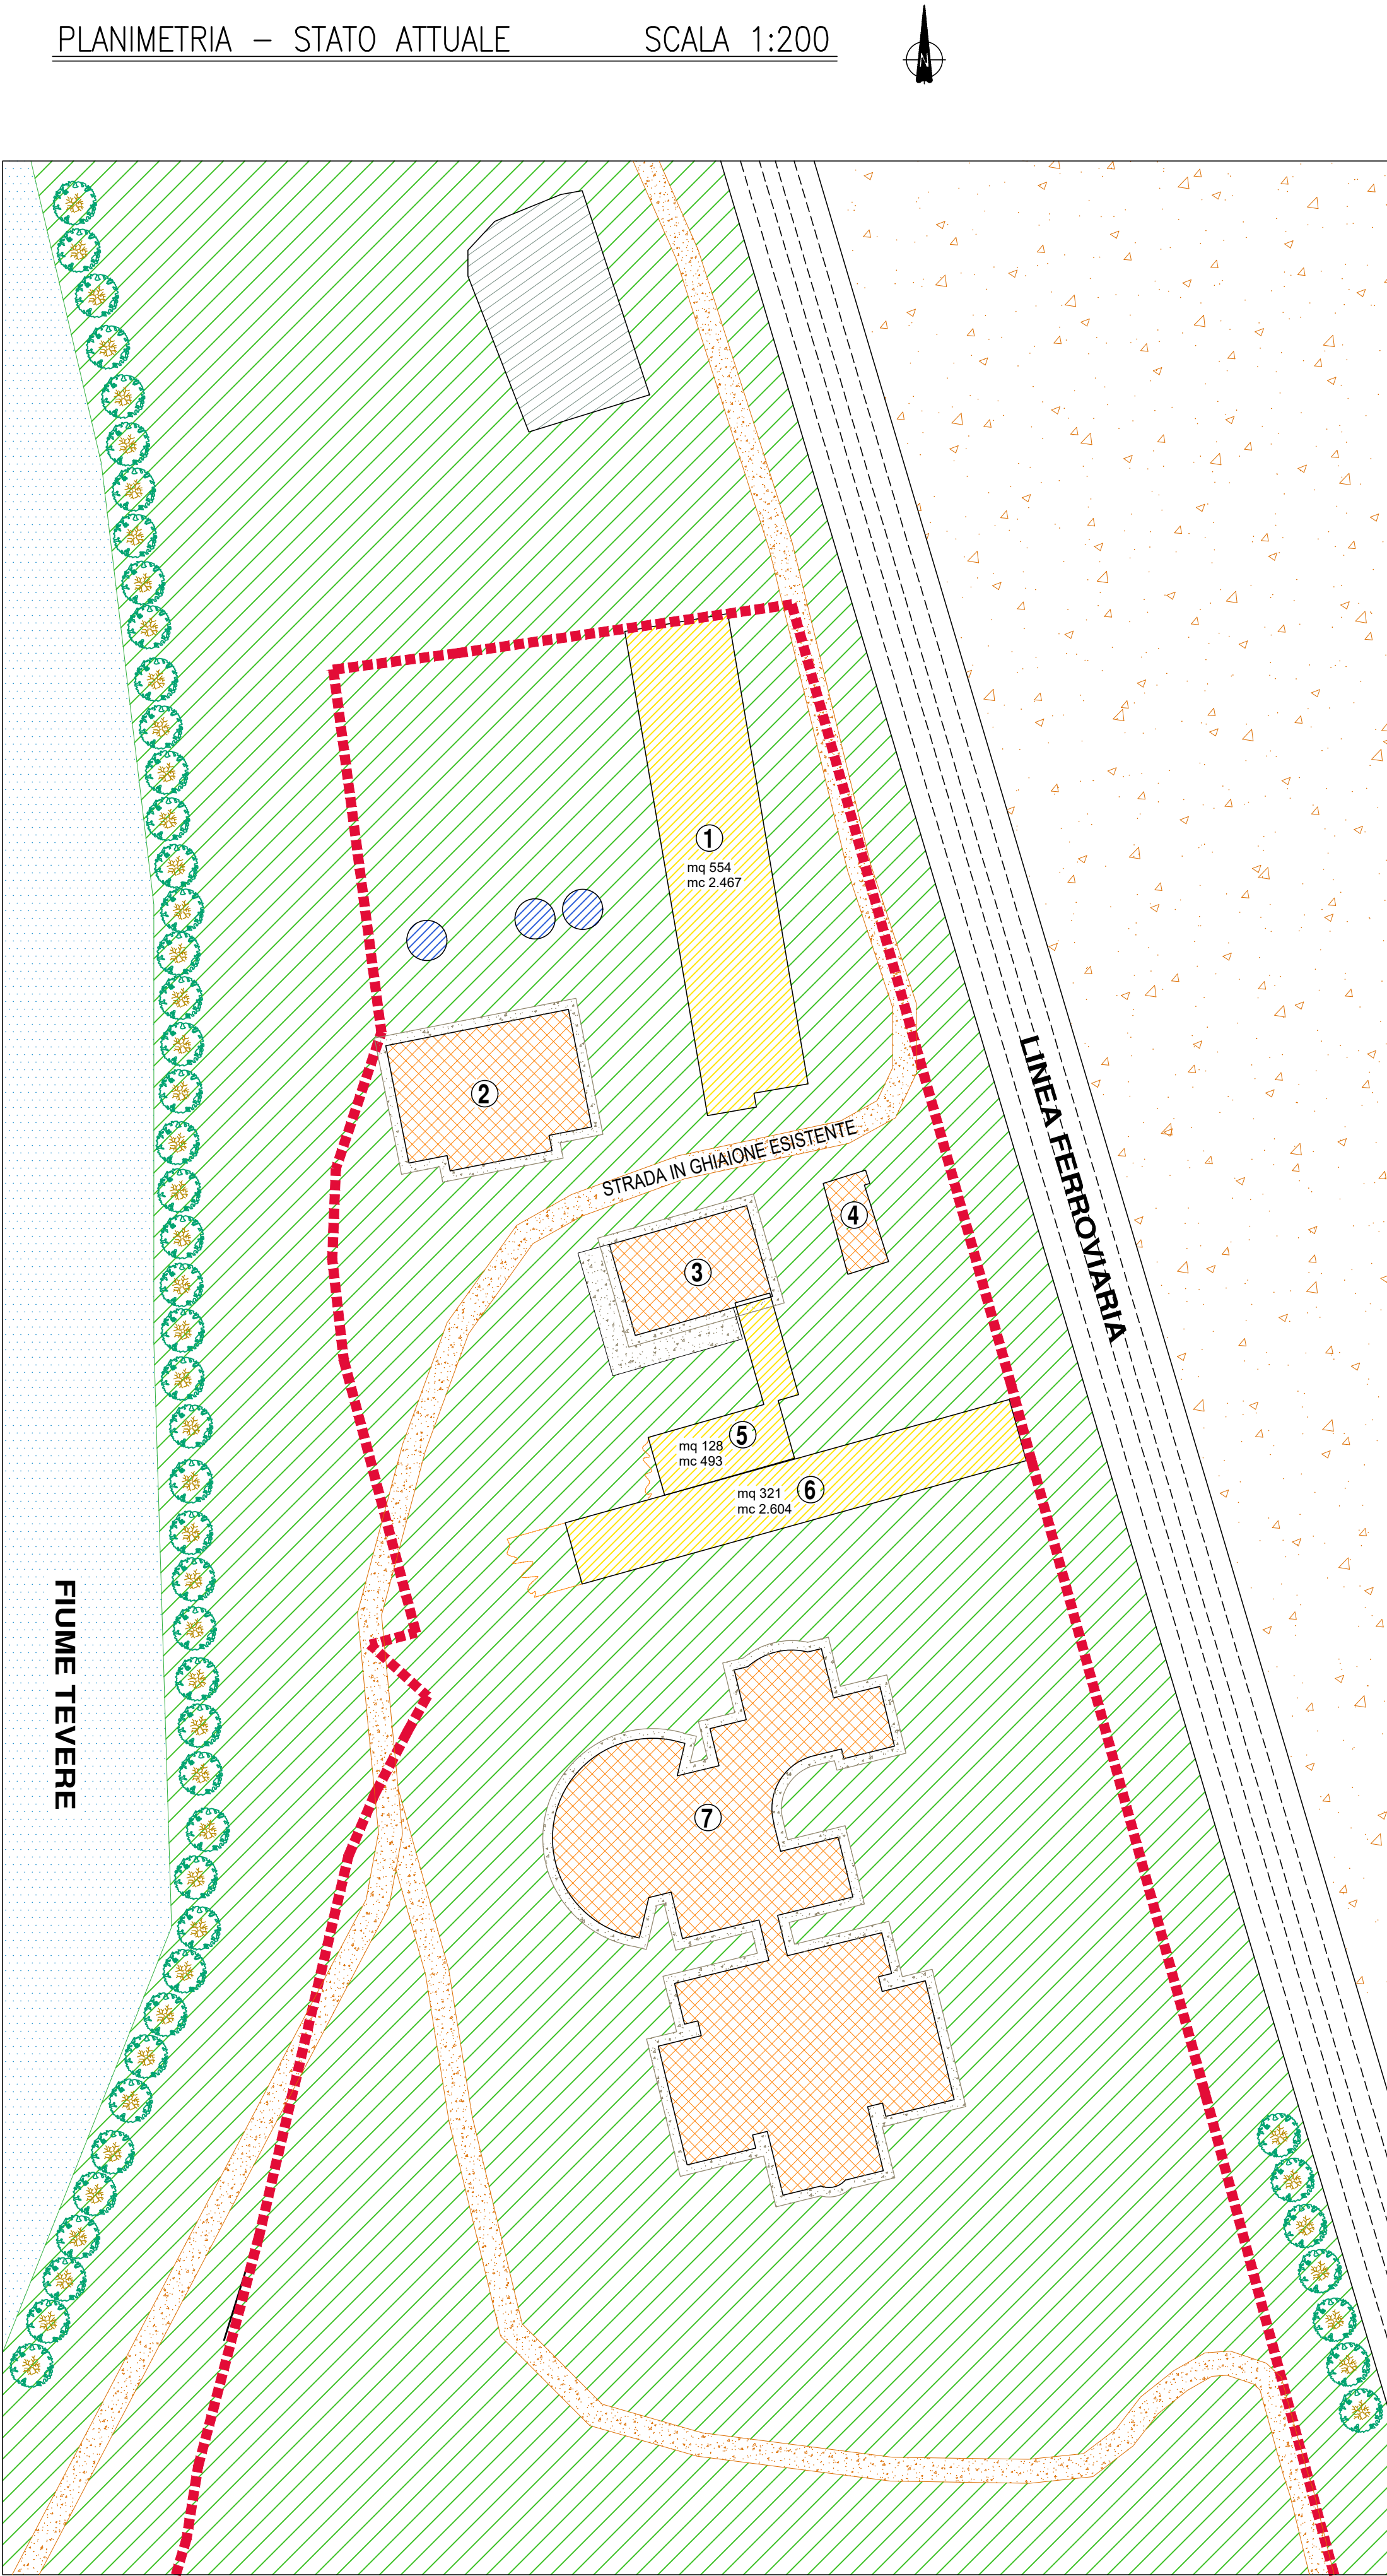 PLANIMETRIA - STATO ATTUALE SCALA 1:200
N
1
mq 554
mc 2.467
2
STRADA IN GHIAIONE ESISTENTE
LINEA FERROVIARIA
4
3
5
mq 128
mc 493
6
mq 321
mc 2.604
FIUME TEVERE
7